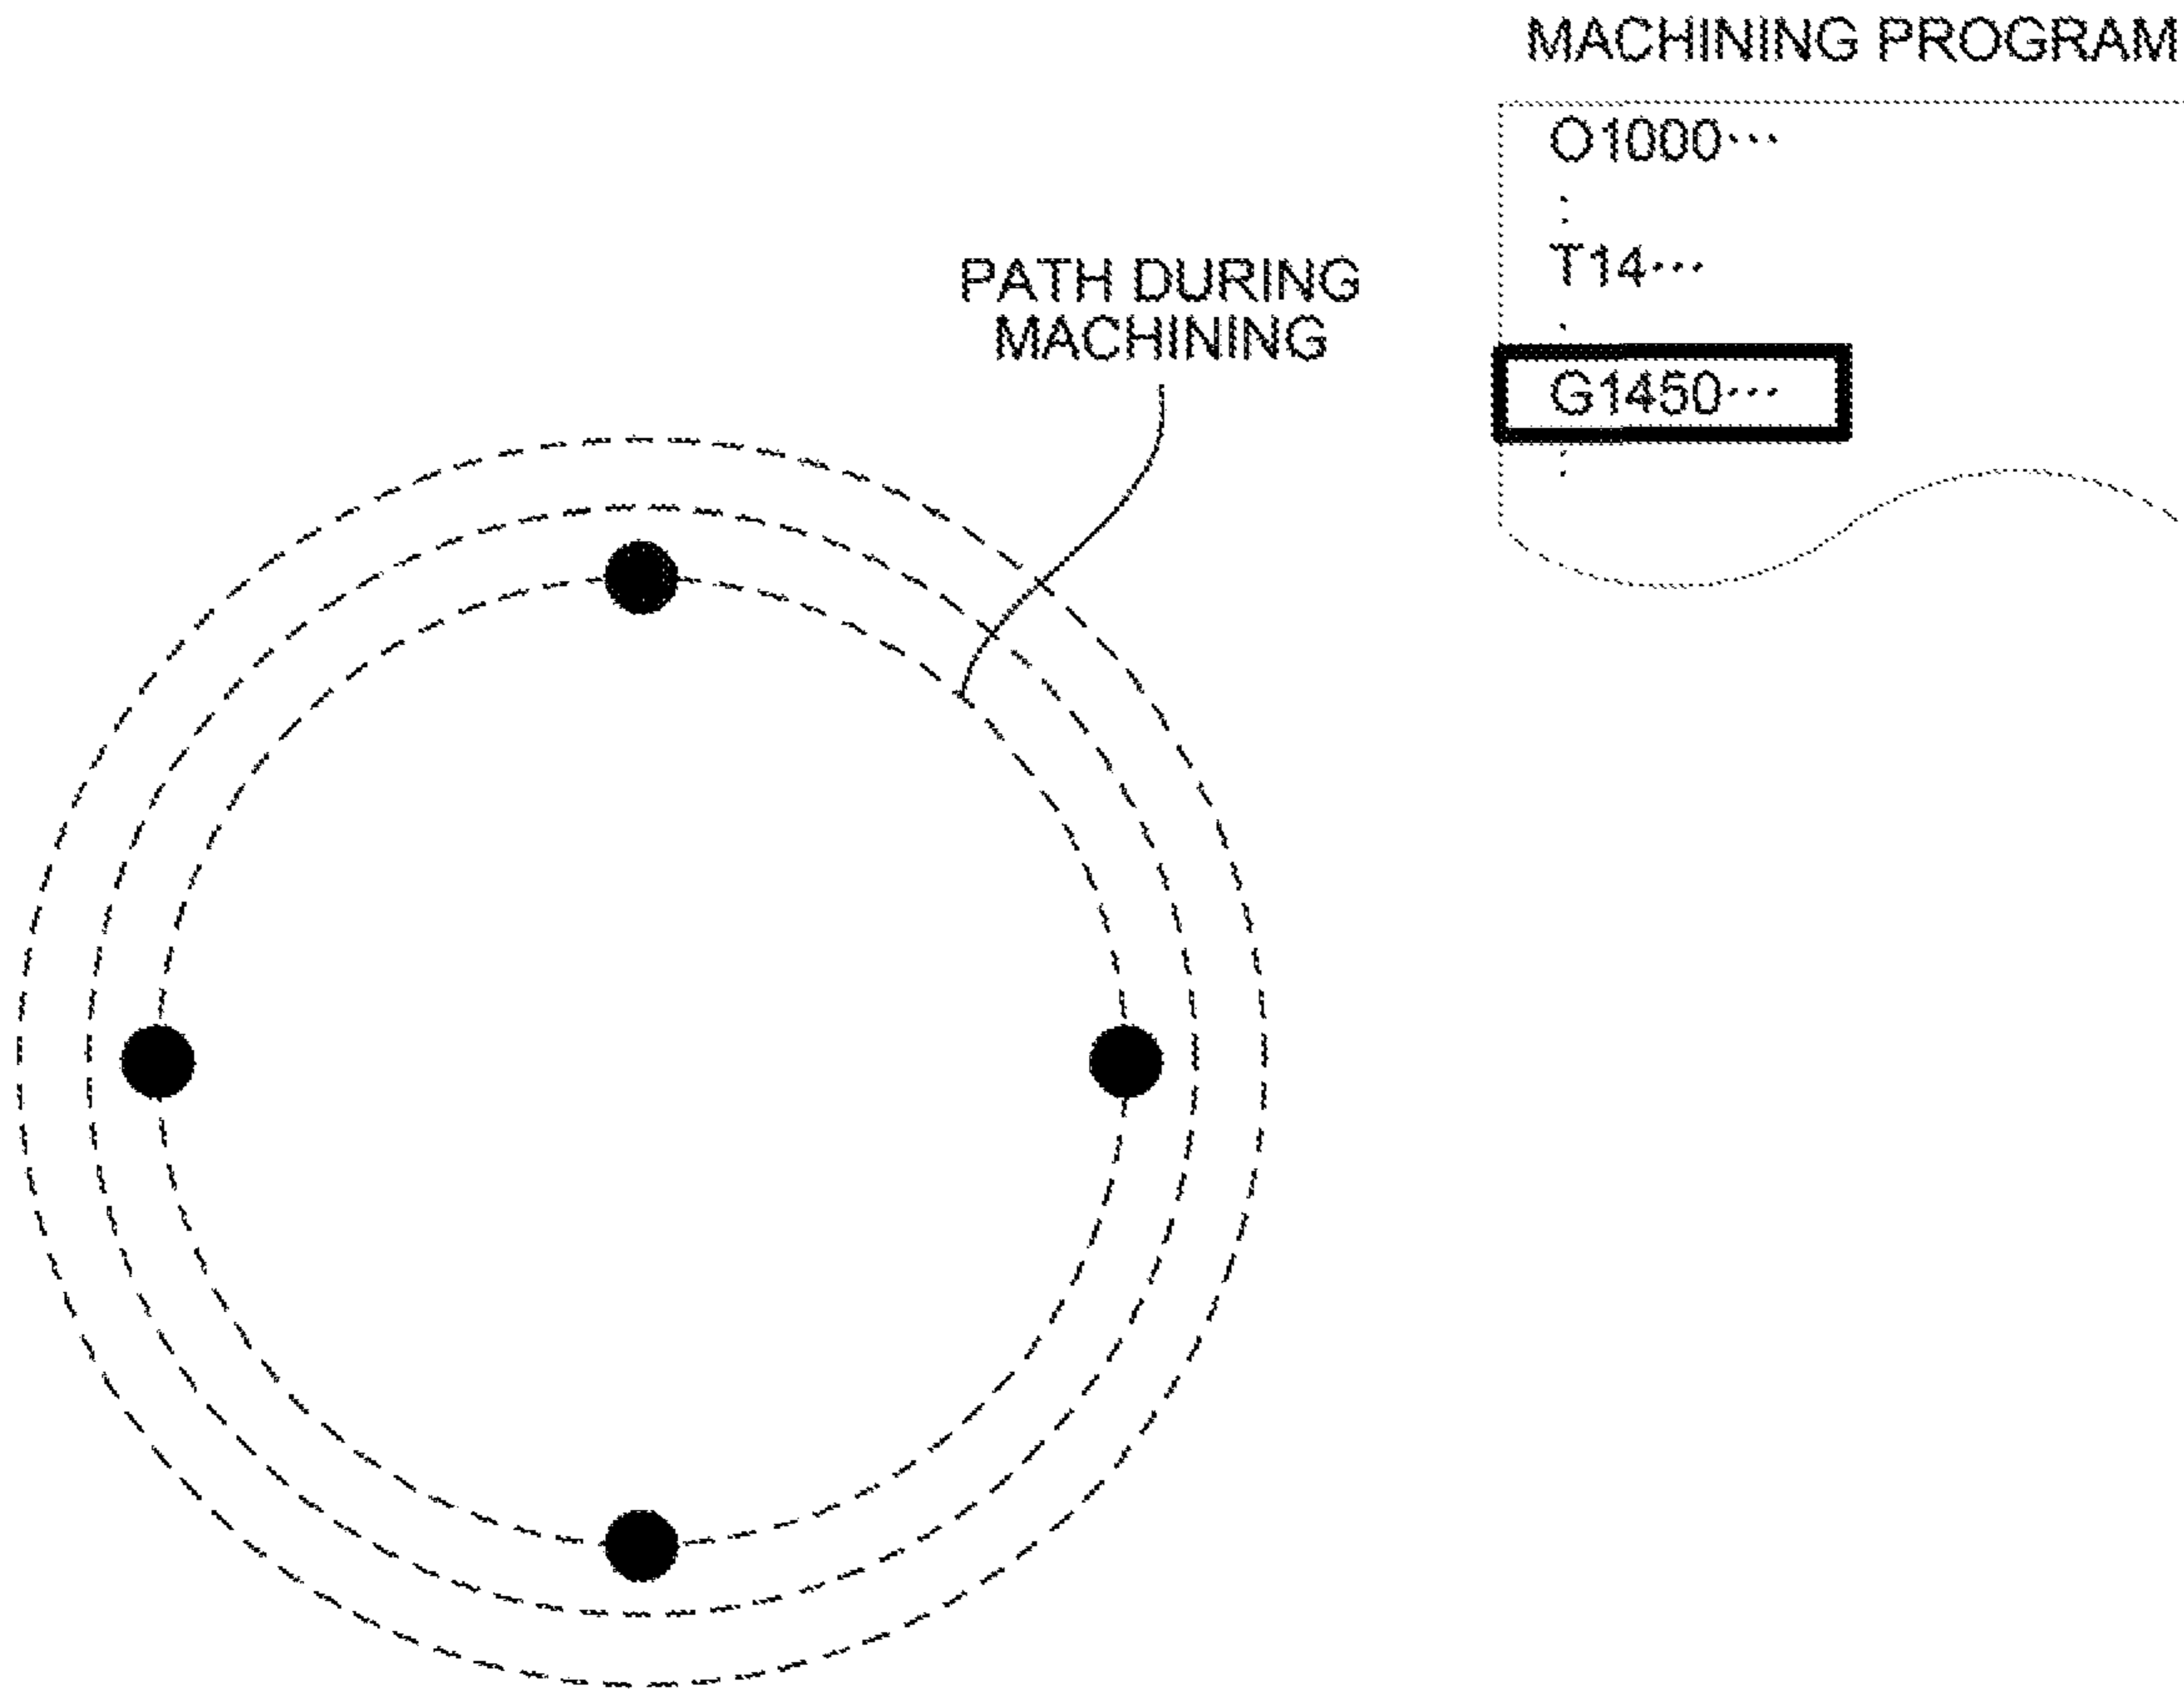 MACHINING PROGRAM
O1000···
T14···
G1450···
PATH DURING
MACHINING